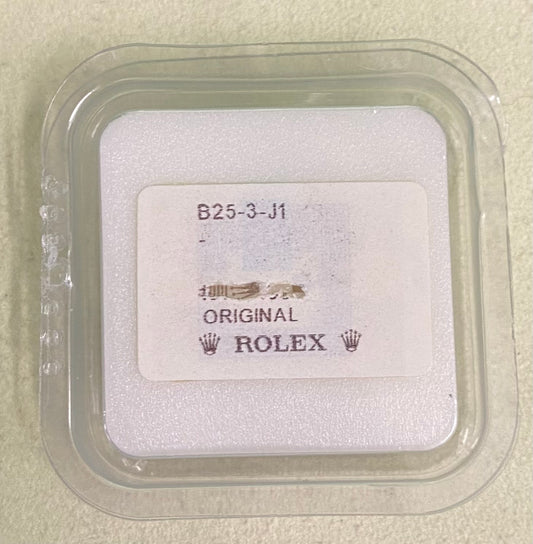 B25-3-J1
-
ORIGINAL
ROLEX